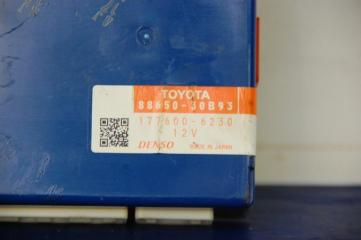 TOYOTA
88650-30B93
177600-6230
12V
DENSO MADE IN JAPAN